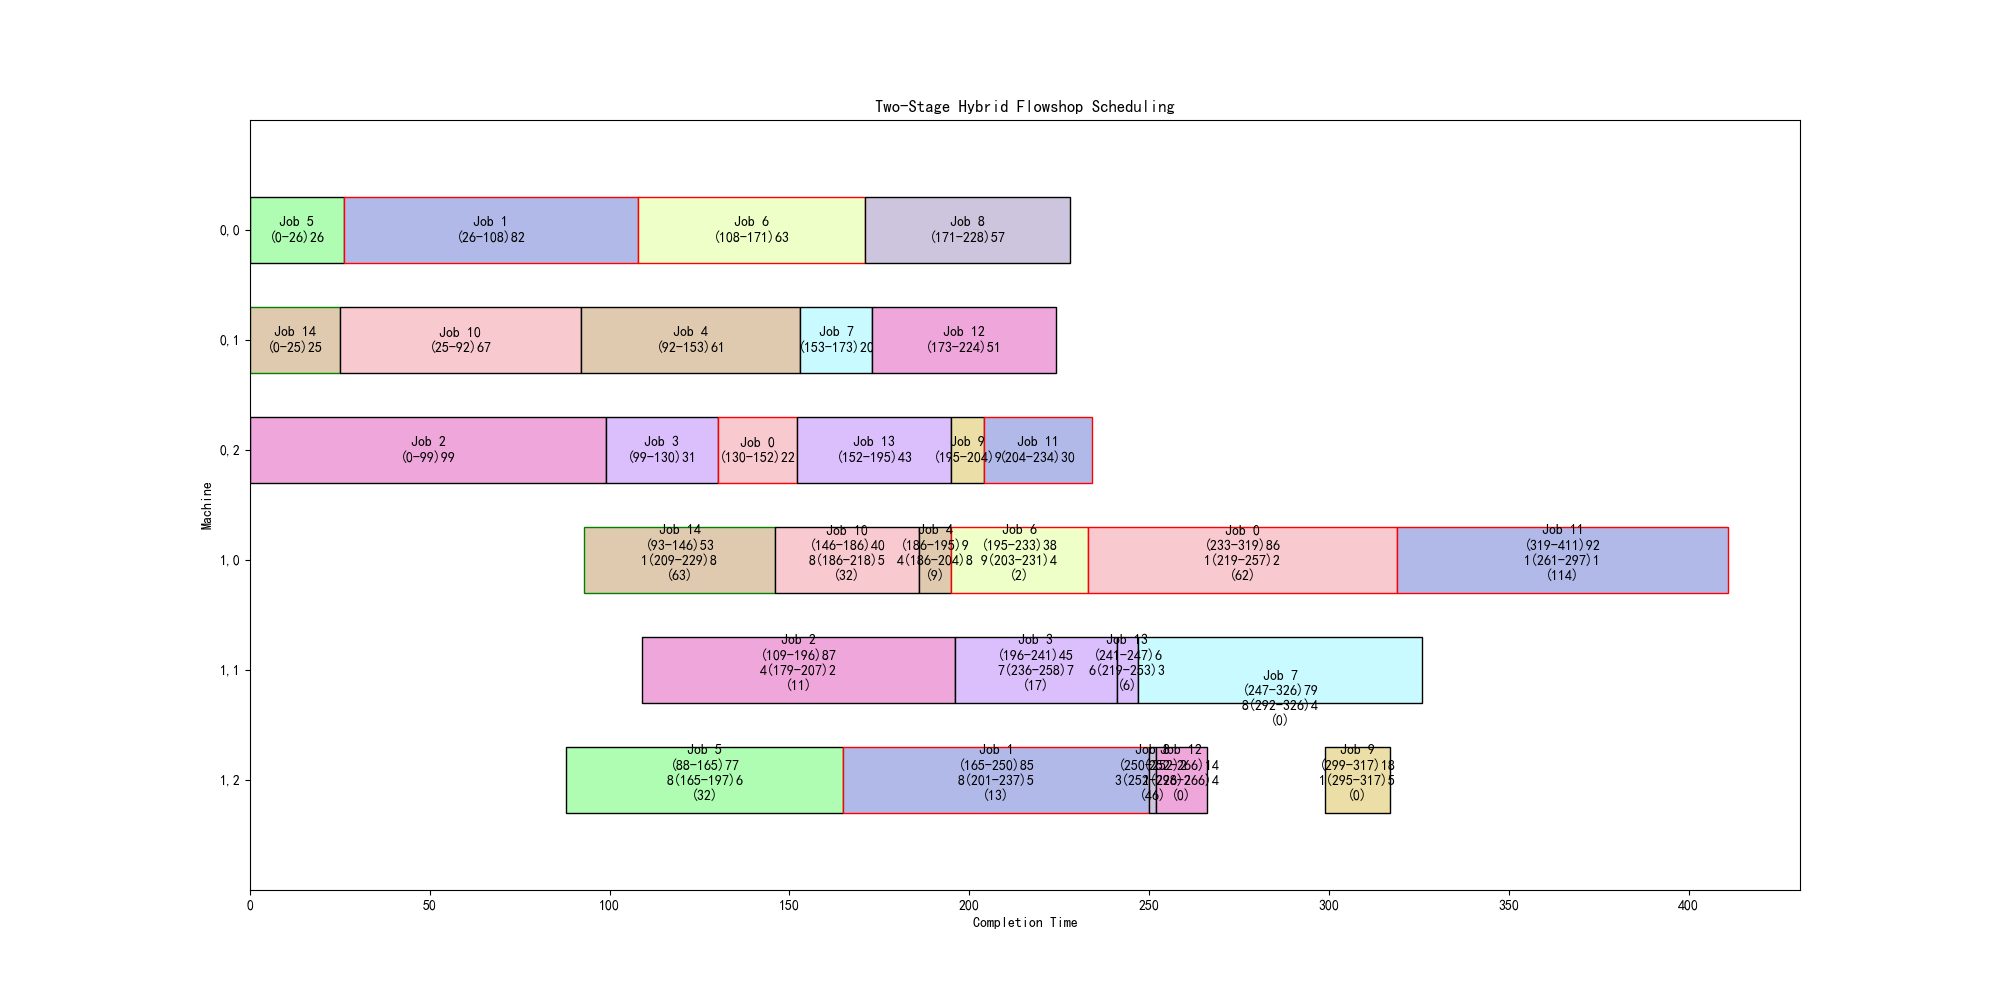 Two-Stage Hybrid Flowshop Scheduling
Machine
0,0
Job 5
(0-26)26
Job 1
(26-108)82
Job 6
(108-171)63
Job 8
(171-228)57
0,1
Job 14
(0-25)25
Job 10
(25-92)67
Job 4
(92-153)61
Job 7
(153-173)20
Job 12
(173-224)51
0,2
Job 2
(0-99)99
Job 3
(99-130)31
Job 0
(130-152)22
Job 13
(152-195)43
Job 9
(195-204)9
Job 11
(204-234)30
1,0
Job 14
(93-146)53
1(209-229)8
(63)
Job 10
(146-186)40
8(186-218)5
(32)
Job 4
(186-195)9
4(186-204)8
(9)
Job 6
(195-233)38
9(203-231)4
(2)
Job 0
(233-319)86
1(219-257)2
(62)
Job 11
(319-411)92
1(261-297)1
(114)
1,1
Job 2
(109-196)87
4(179-207)2
(11)
Job 3
(196-241)45
7(236-258)7
(17)
Job 13
(241-247)6
6(219-253)3
(6)
Job 7
(247-326)79
8(292-326)4
(0)
1,2
Job 5
(88-165)77
8(165-197)6
(32)
Job 1
(165-250)85
8(201-237)5
(13)
Job 8
(46)
Job 12
(252-266)14
(0)
Job 9
(299-317)18
1(295-317)5
(0)
0
50
100
150
200
250
300
350
400
Completion Time